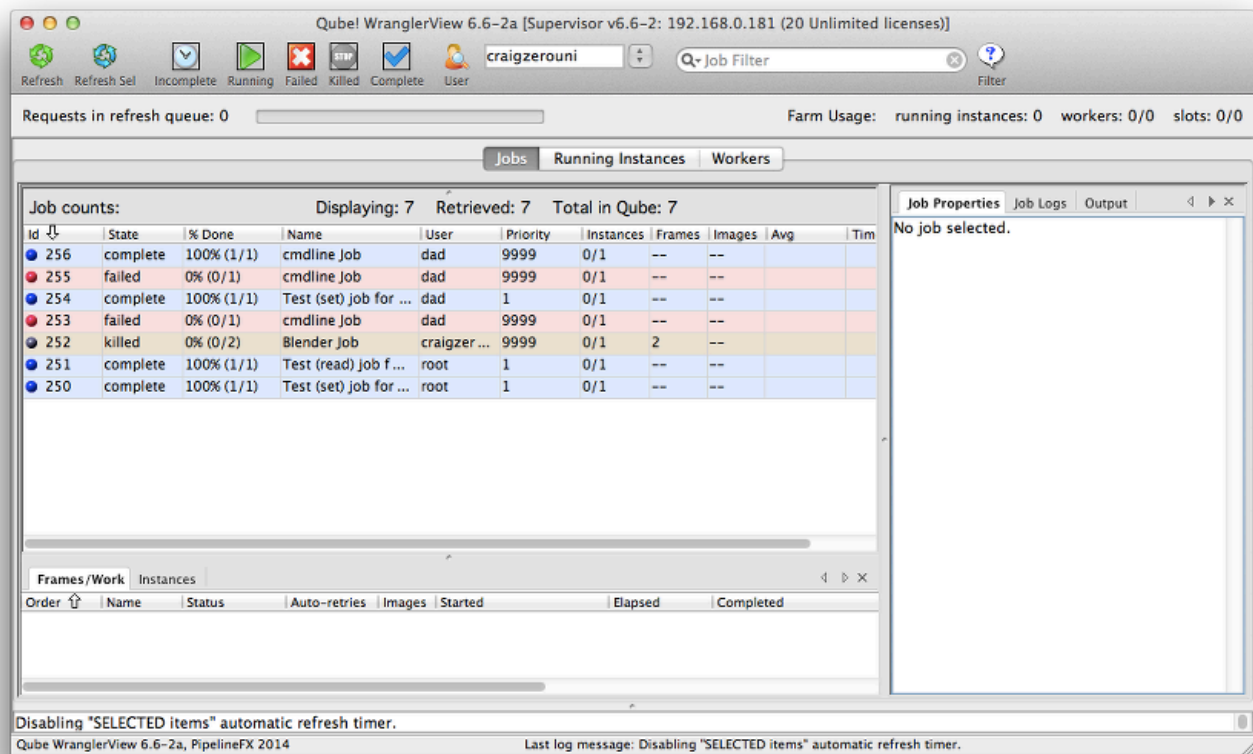 Qube! WranglerView 6.6-2a [Supervisor v6.6-2: 192.168.0.181 (20 Unlimited licenses)]
Refresh Refresh Sel Incomplete Running Failed STOP Killed Complete User craigzerouni Job Filter Filter
Requests in refresh queue: 0 Farm Usage: running instances: 0 workers: 0/0 slots: 0/0
Jobs Running Instances Workers
Job counts: Displaying: 7 Retrieved: 7 Total in Qube: 7
Id State % Done Name User Priority Instances Frames Images Avg Tim
256 complete 100% (1/1) cmdline Job dad 9999 0/1 -- --
255 failed 0% (0/1) cmdline Job dad 9999 0/1 -- --
254 complete 100% (1/1) Test (set) job for ... dad 1 0/1 -- --
253 failed 0% (0/1) cmdline Job dad 9999 0/1 -- --
252 killed 0% (0/2) Blender Job craigzer... 9999 0/1 2 --
251 complete 100% (1/1) Test (read) job f... root 1 0/1 -- --
250 complete 100% (1/1) Test (set) job for ... root 1 0/1 -- --
Job Properties Job Logs Output
No job selected.
Frames/Work Instances
Order Name Status Auto-retries Images Started Elapsed Completed
Disabling "SELECTED items" automatic refresh timer.
Qube WranglerView 6.6-2a, PipelineFX 2014 Last log message: Disabling "SELECTED items" automatic refresh timer.